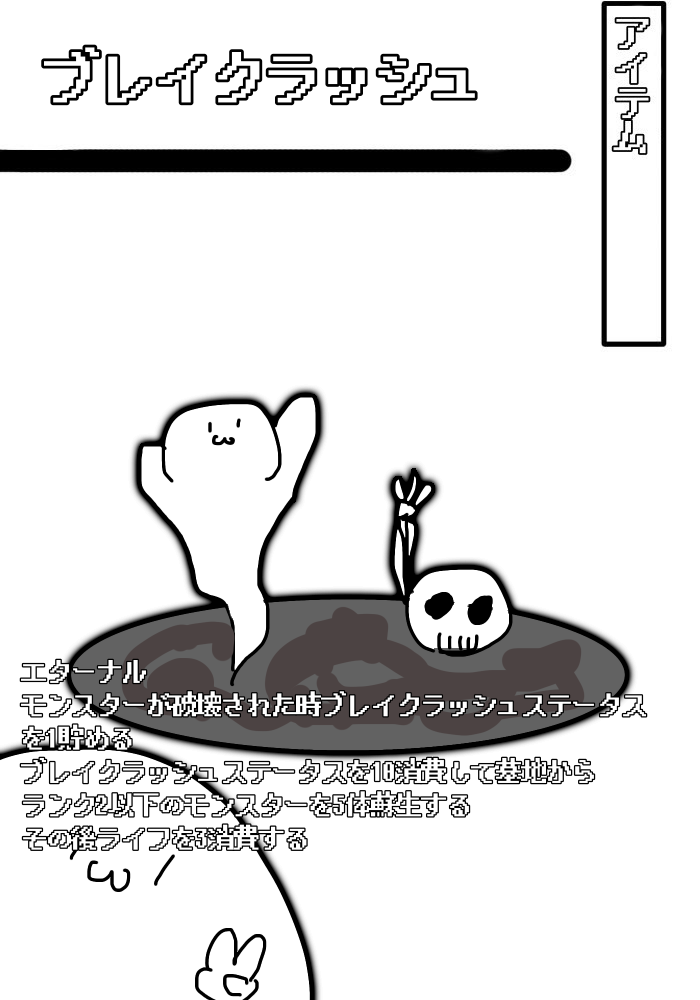 ブレイクラッシュ
アイテム
エターナル
モンスターが破壊された時ブレイクラッシュステータス
を1貯める
ブレイクラッシュステータスを10消費して墓地から
ランク2以下のモンスターを5体蘇生する
その後ライフを3消費する